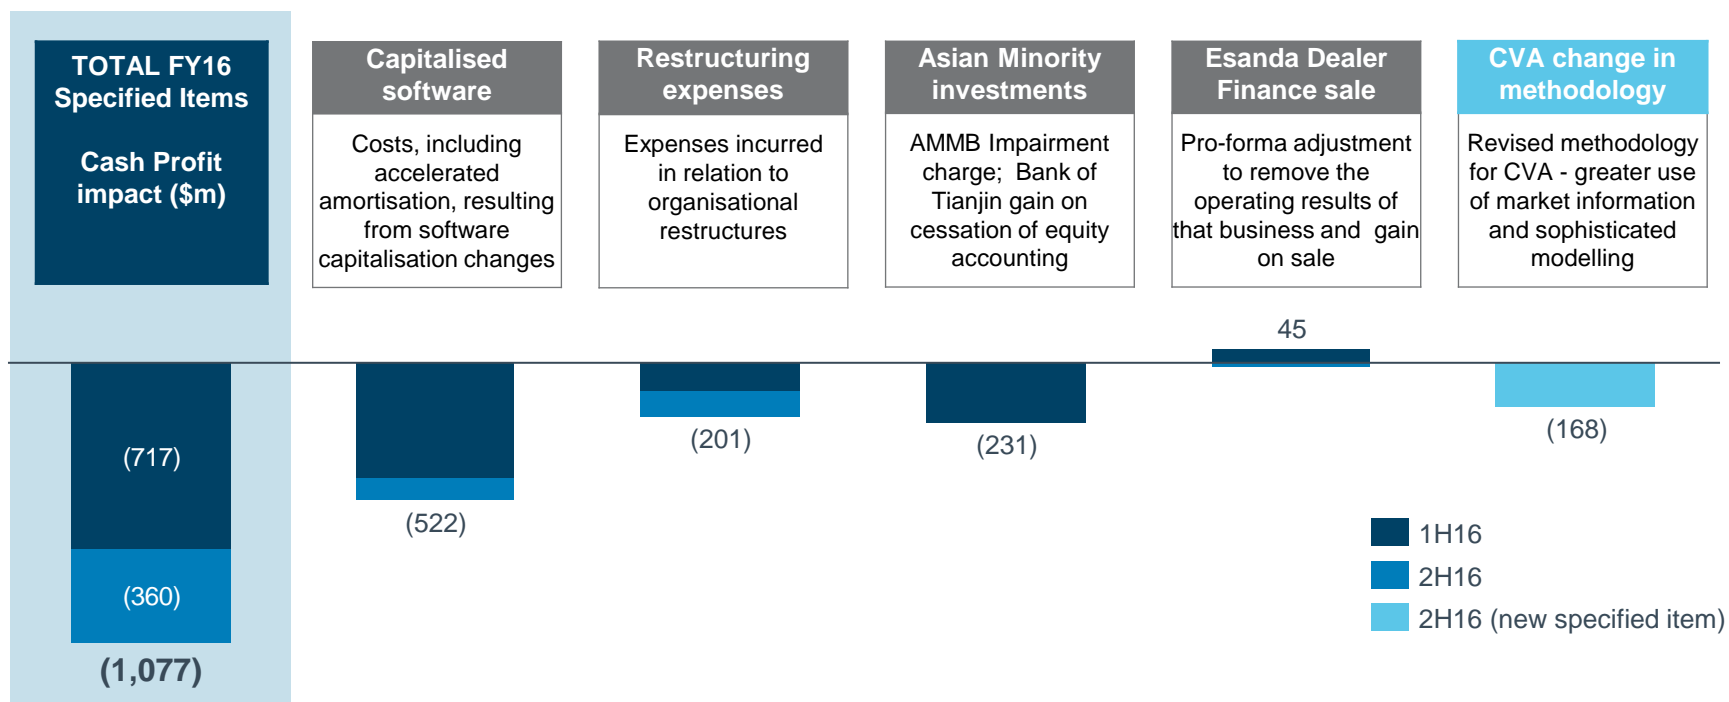 TOTAL FY16
Specified Items
Cash Profit
impact ($m)
Capitalised
software
Costs, including
accelerated
amortisation, resulting
from software
capitalisation changes
Restructuring
expenses
Expenses incurred
in relation to
organisational
restructures
Asian Minority
investments
AMMB Impairment
charge; Bank of
Tianjin gain on
cessation of equity
accounting
Esanda Dealer
Finance sale
Pro-forma adjustment
to remove the
operating results of
that business and gain
on sale
CVA change in
methodology
Revised methodology
for CVA - greater use
of market information
and sophisticated
modelling
45
(717)
(360)
(1,077)
(522)
(201)
(231)
(168)
1H16
2H16
2H16 (new specified item)